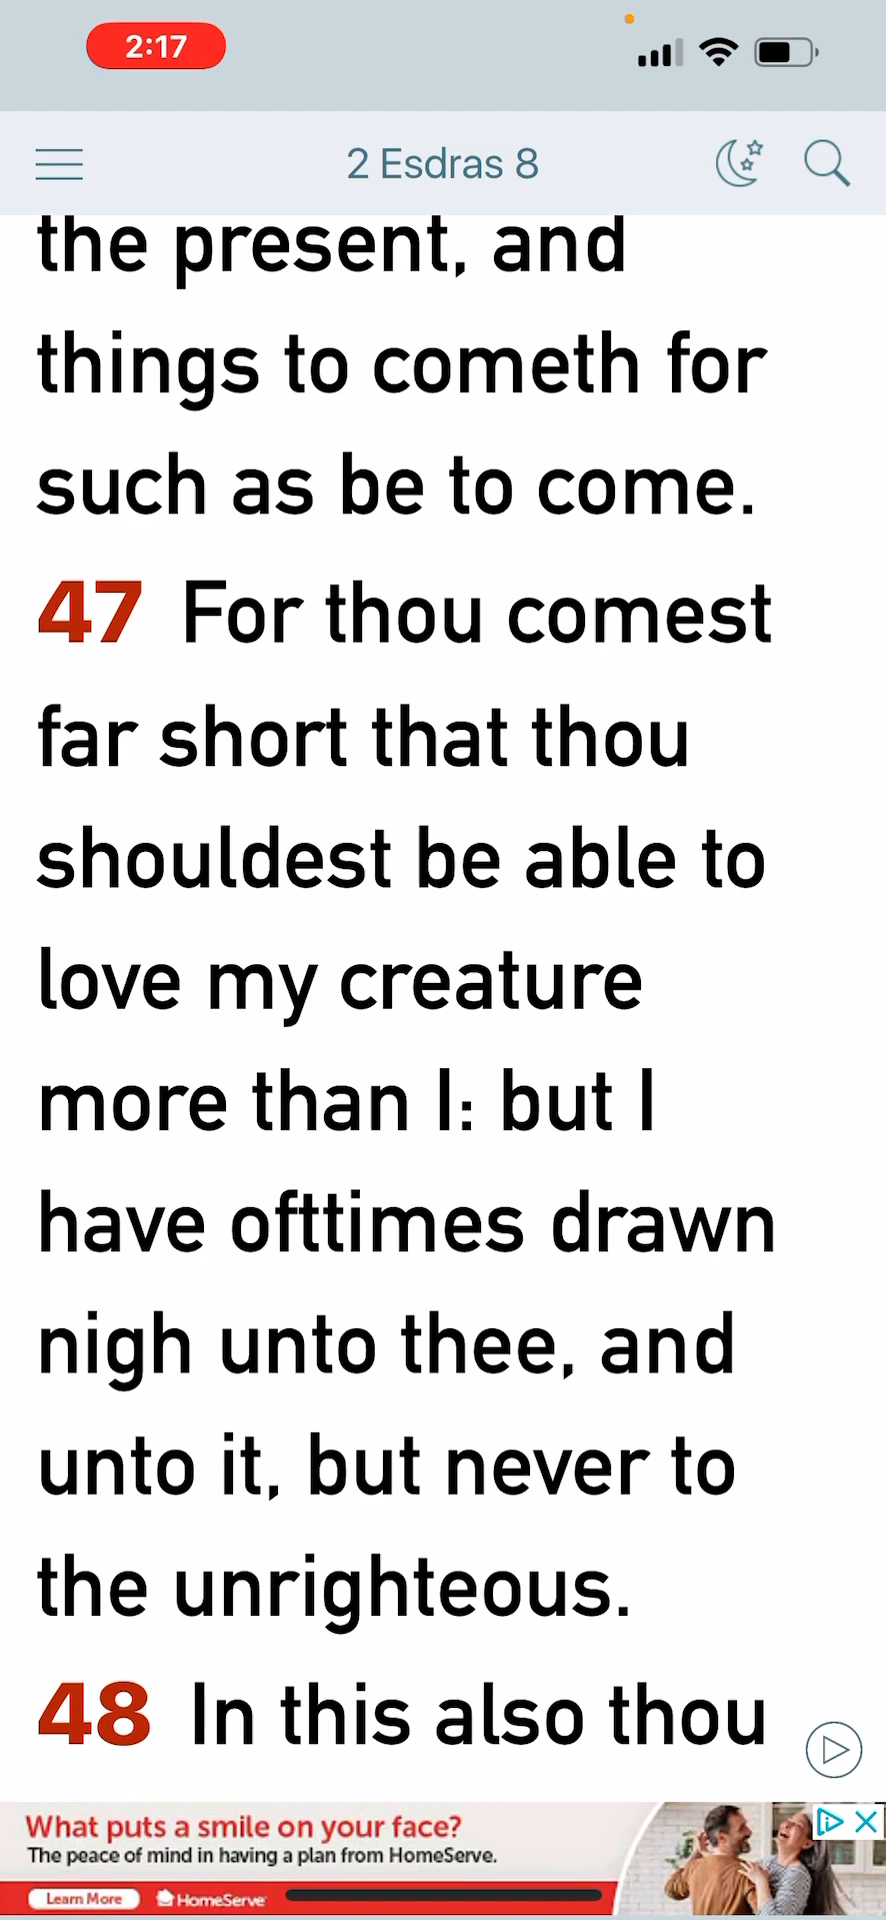 2:17
2 Esdras 8
the present, and
things to cometh for
such as be to come.
47 For thou comest
far short that thou
shouldest be able to
love my creature
more than I: but I
have ofttimes drawn
nigh unto thee, and
unto it, but never to
the unrighteous.
48 In this also thou
What puts a smile on your face?
The peace of mind in having a plan from HomeServe.
Learn More HomeServe